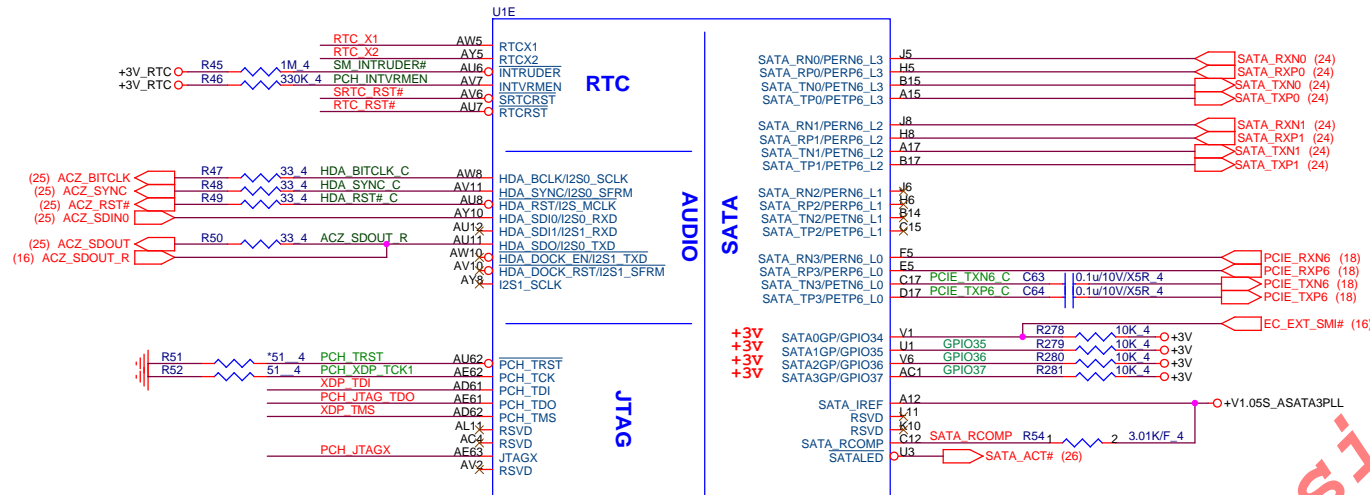 U1E
RTC
RTC_X1 AW5 RTCX1
RTC_X2 AY5 RTCX2
+3V_RTC R45 1M_4 SM_INTRUDER# AU6 INTRUDER
+3V_RTC R46 330K_4 PCH_INTVRMEN AV7 INTVRMEN
SRTC_RST# AV6 SRTCRST
RTC_RST# AU7 RTCRST
AUDIO
(25) ACZ_BITCLK R47 33_4 HDA_BITCLK_C AW8 HDA_BCLK/I2S0_SCLK
(25) ACZ_SYNC R48 33_4 HDA_SYNC_C AV11 HDA_SYNC/I2S0_SFRM
(25) ACZ_RST# R49 33_4 HDA_RST#_C AU8 HDA_RST/I2S_MCLK
(25) ACZ_SDIN0 AY10 HDA_SDI0/I2S0_RXD
AU12 HDA_SDI1/I2S1_RXD
(25) ACZ_SDOUT R50 33_4 ACZ_SDOUT_R AU11 HDA_SDO/I2S0_TXD
(16) ACZ_SDOUT_R AW10 HDA_DOCK_EN/I2S1_TXD
AV10 HDA_DOCK_RST/I2S1_SFRM
AY8 I2S1_SCLK
JTAG
R51 *51__4 PCH_TRST AU62 PCH_TRST
R52 51__4 PCH_XDP_TCK1 AE62 PCH_TCK
XDP_TDI AD61 PCH_TDI
PCH_JTAG_TDO AE61 PCH_TDO
XDP_TMS AD62 PCH_TMS
AL11 RSVD
AC4 RSVD
PCH_JTAGX AE63 JTAGX
AV2 RSVD
SATA
SATA_RN0/PERN6_L3 J5 SATA_RXN0 (24)
SATA_RP0/PERP6_L3 H5 SATA_RXP0 (24)
SATA_TN0/PETN6_L3 B15 SATA_TXN0 (24)
SATA_TP0/PETP6_L3 A15 SATA_TXP0 (24)
SATA_RN1/PERN6_L2 J8 SATA_RXN1 (24)
SATA_RP1/PERP6_L2 H8 SATA_RXP1 (24)
SATA_TN1/PETN6_L2 A17 SATA_TXN1 (24)
SATA_TP1/PETP6_L2 B17 SATA_TXP1 (24)
SATA_RN2/PERN6_L1 J6
SATA_RP2/PERP6_L1 H6
SATA_TN2/PETN6_L1 B14
SATA_TP2/PETP6_L1 C15
SATA_RN3/PERN6_L0 F5 PCIE_RXN6 (18)
SATA_RP3/PERP6_L0 E5 PCIE_RXP6 (18)
SATA_TN3/PETN6_L0 C17 PCIE_TXN6_C C63 0.1u/10V/X5R_4 PCIE_TXN6 (18)
SATA_TP3/PETP6_L0 D17 PCIE_TXP6_C C64 0.1u/10V/X5R_4 PCIE_TXP6 (18)
EC_EXT_SMI# (16)
+3V SATA0GP/GPIO34 V1 R278 10K_4 +3V
+3V SATA1GP/GPIO35 U1 GPIO35 R279 10K_4 +3V
+3V SATA2GP/GPIO36 V6 GPIO36 R280 10K_4 +3V
+3V SATA3GP/GPIO37 AC1 GPIO37 R281 10K_4 +3V
SATA_IREF A12 +V1.05S_ASATA3PLL
RSVD L11
RSVD K10
SATA_RCOMP C12 SATA_RCOMP R54 1 2 3.01K/F_4
SATALED U3 SATA_ACT# (26)